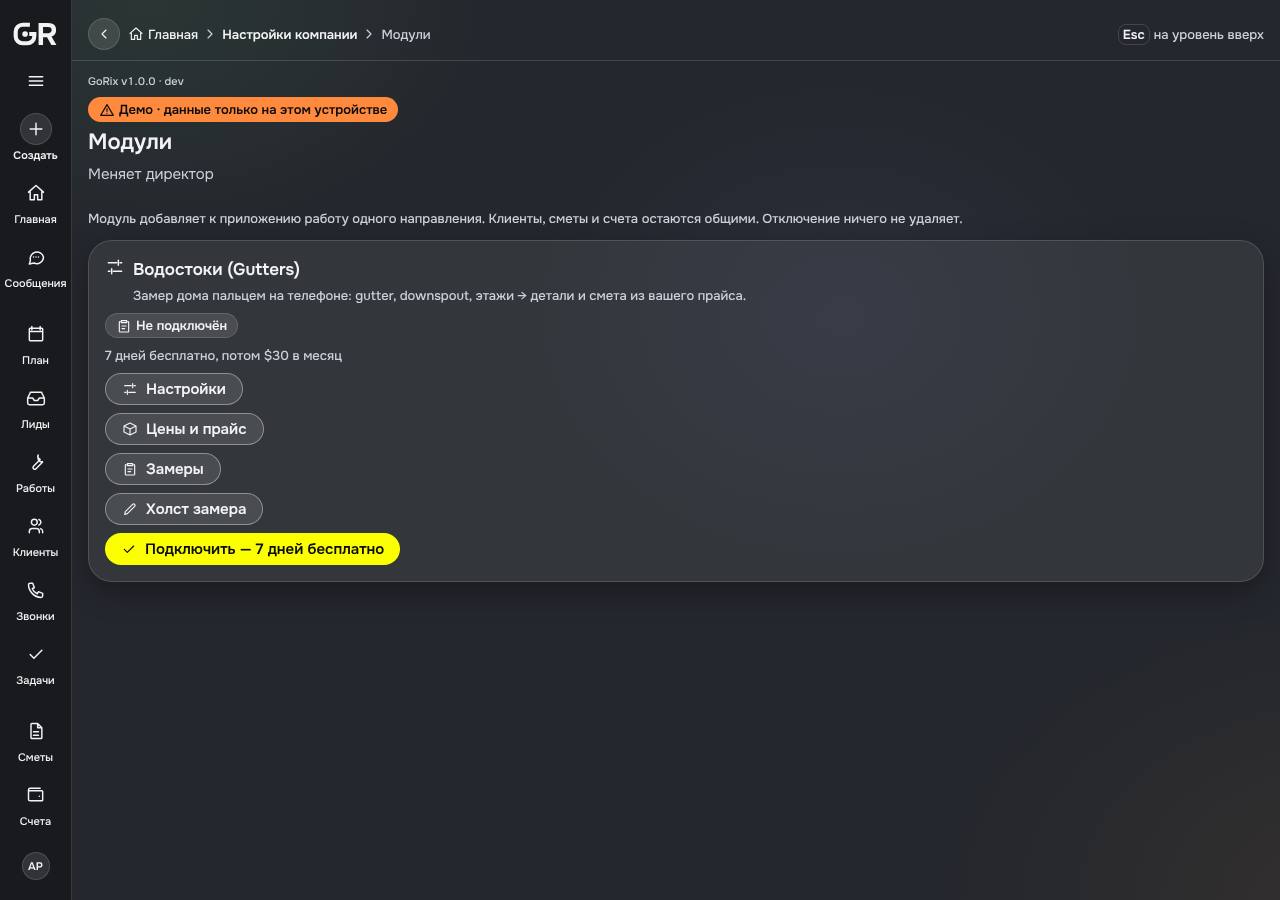 GR
Главная
Настройки компании
Модули
Esc на уровень вверх
GoRix v1.0.0 · dev
Демо · данные только на этом устройстве
Модули
Меняет директор
Модуль добавляет к приложению работу одного направления. Клиенты, сметы и счета остаются общими. Отключение ничего не удаляет.
Водостоки (Gutters)
Замер дома пальцем на телефоне: gutter, downspout, этажи → детали и смета из вашего прайса.
Не подключён
7 дней бесплатно, потом $30 в месяц
Настройки
Цены и прайс
Замеры
Холст замера
Подключить — 7 дней бесплатно
Создать
Главная
Сообщения
План
Лиды
Работы
Клиенты
Звонки
Задачи
Сметы
Счета
AP